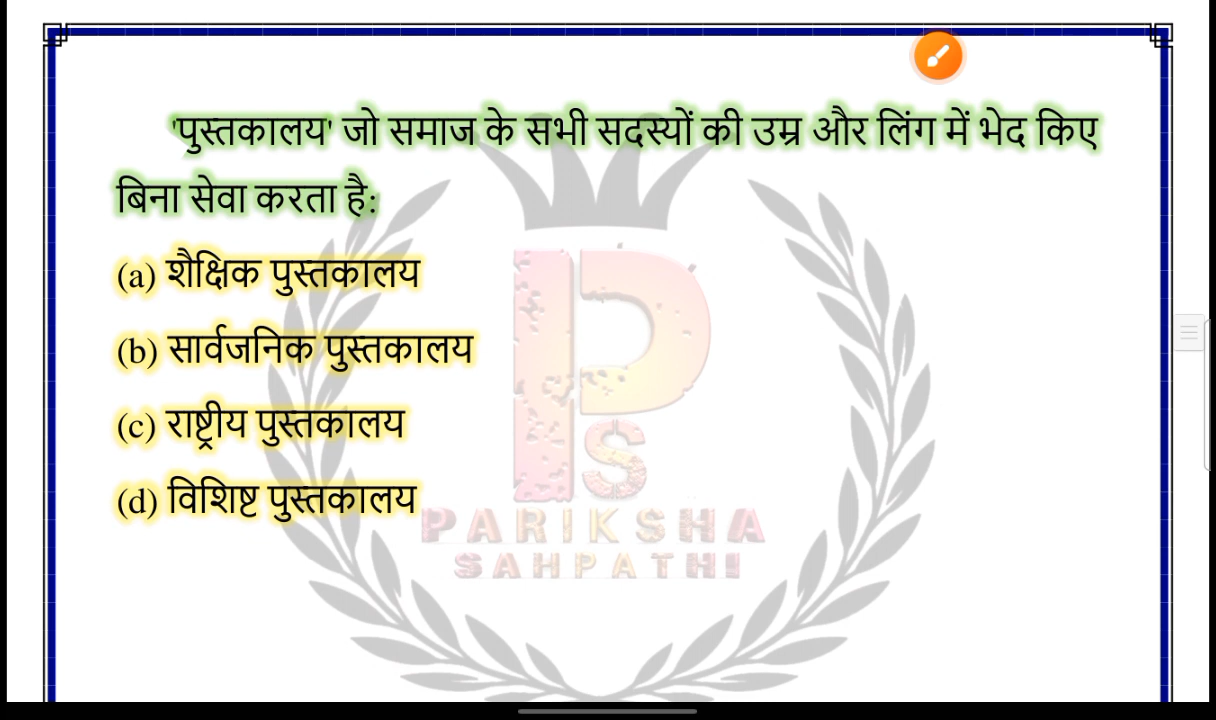 'पुस्तकालय' जो समाज के सभी सदस्यों की उम्र और लिंग में भेद किए
बिना सेवा करता है:
(a) शैक्षिक पुस्तकालय
(b) सार्वजनिक पुस्तकालय
(c) राष्ट्रीय पुस्तकालय
(d) विशिष्ट पुस्तकालय
PS
PARIKSHA
SAHPATHI